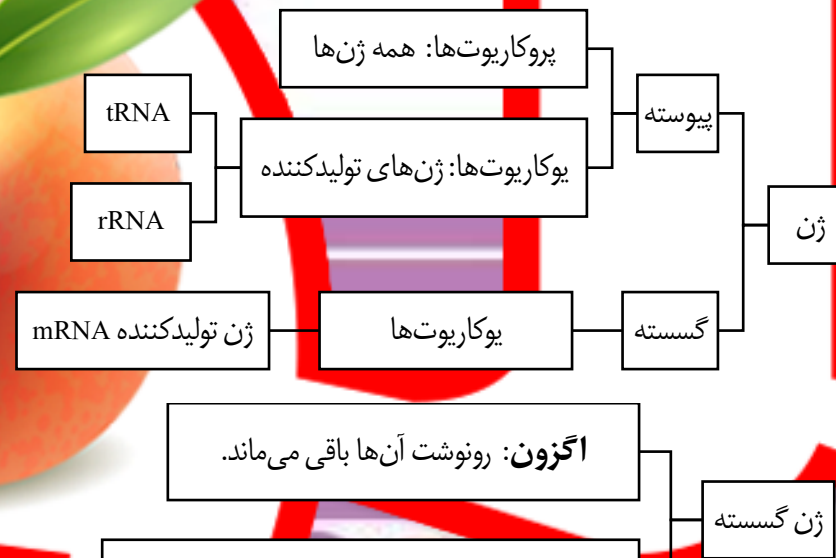 ژن
پیوسته
پروکاریوت‌ها: همه ژن‌ها
یوکاریوت‌ها: ژن‌های تولیدکننده
tRNA
rRNA
گسسته
یوکاریوت‌ها
ژن تولیدکننده mRNA
ژن گسسته
اگزون: رونوشت آن‌ها باقی می‌ماند.